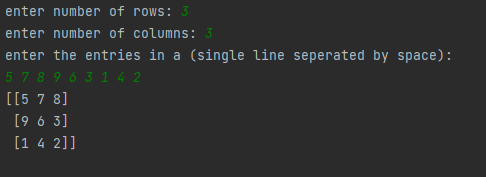 enter number of rows: 3
enter number of columns: 3
enter the entries in a (single line seperated by space):
5 7 8 9 6 3 1 4 2
[[5 7 8]
 [9 6 3]
 [1 4 2]]